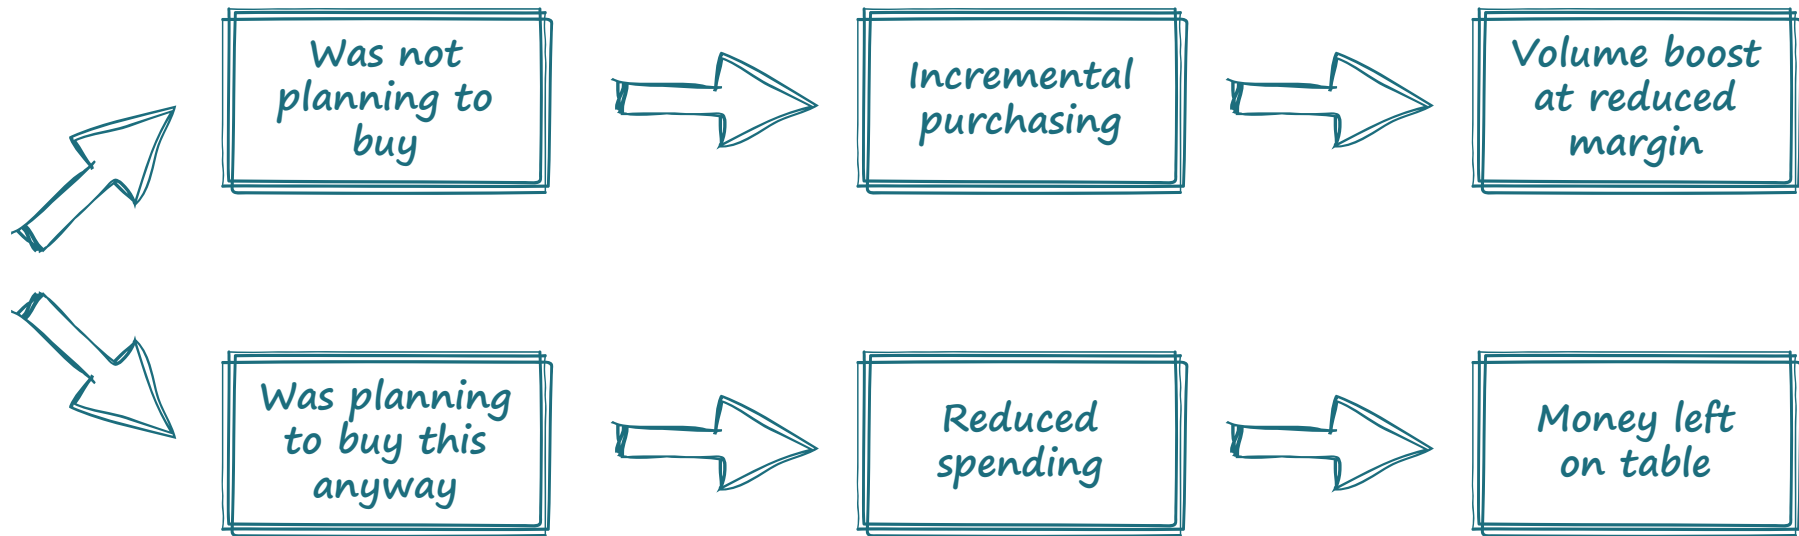 Was not
planning to
buy
Incremental
purchasing
Volume boost
at reduced
margin
Was planning
to buy this
anyway
Reduced
spending
Money left
on table